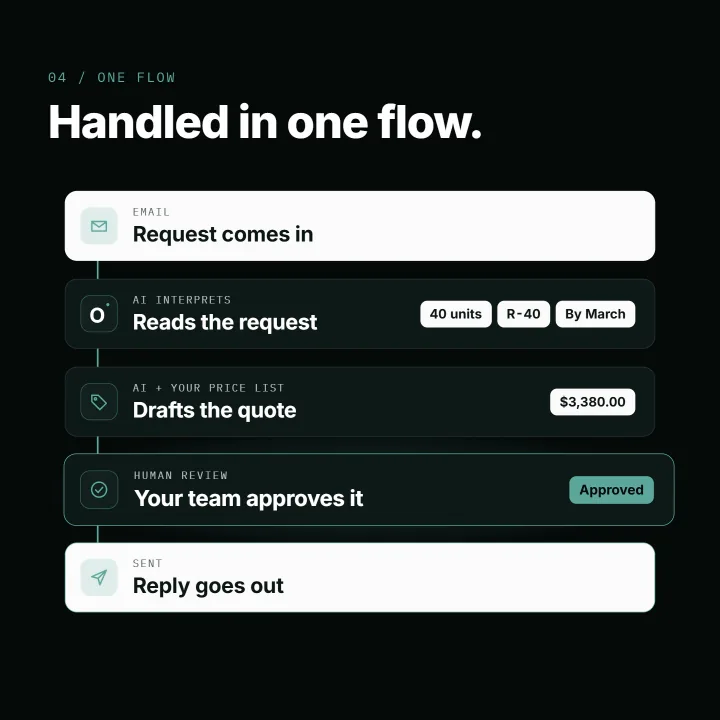 04 / ONE FLOW
Handled in one flow.
EMAIL
Request comes in
AI INTERPRETS
Reads the request
40 units
R-40
By March
AI + YOUR PRICE LIST
Drafts the quote
$3,380.00
HUMAN REVIEW
Your team approves it
Approved
SENT
Reply goes out